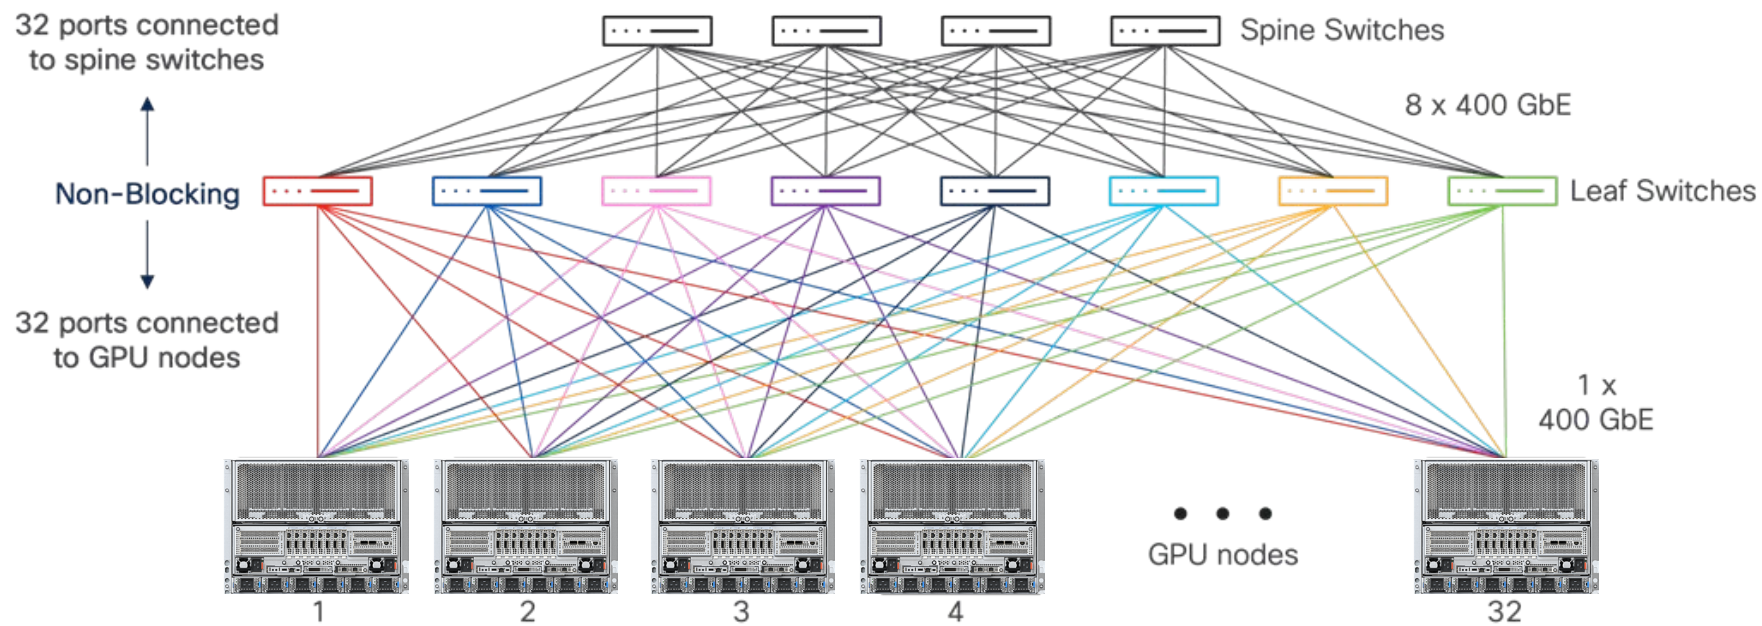 32 ports connected
to spine switches
Spine Switches
8 x 400 GbE
Non-Blocking
Leaf Switches
32 ports connected
to GPU nodes
1 x
400 GbE
GPU nodes
1
2
3
4
32